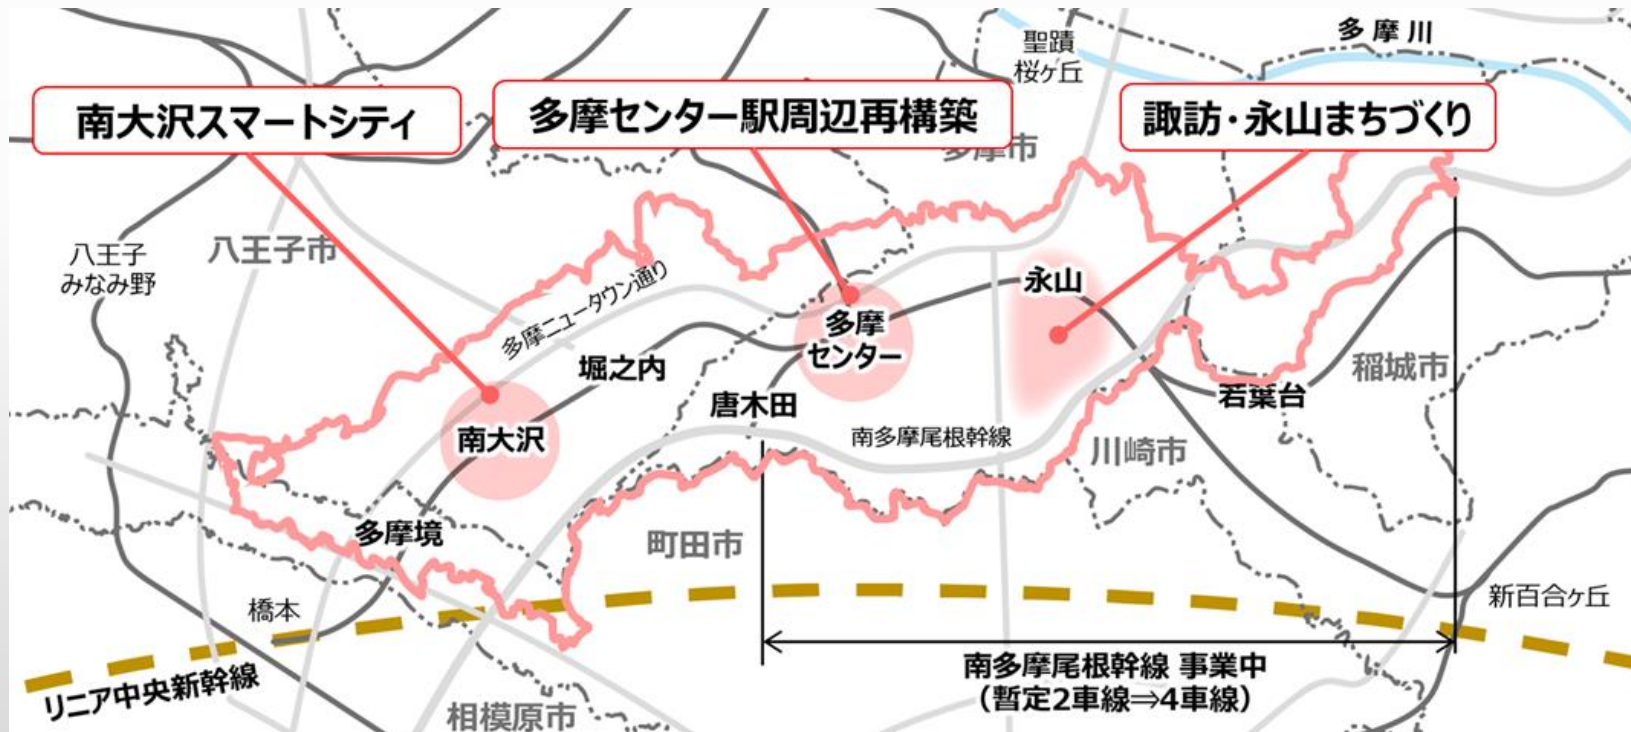 多摩川
聖蹟
桜ヶ丘
南大沢スマートシティ
多摩センター駅周辺再構築
諏訪・永山まちづくり
多摩市
八王子
みなみ野
八王子市
多摩ニュータウン通り
永山
多摩
センター
堀之内
稲城市
若葉台
唐木田
南大沢
南多摩尾根幹線
川崎市
多摩境
町田市
橋本
新百合ヶ丘
リニア中央新幹線
南多摩尾根幹線 事業中
（暫定2車線⇒4車線）
相模原市